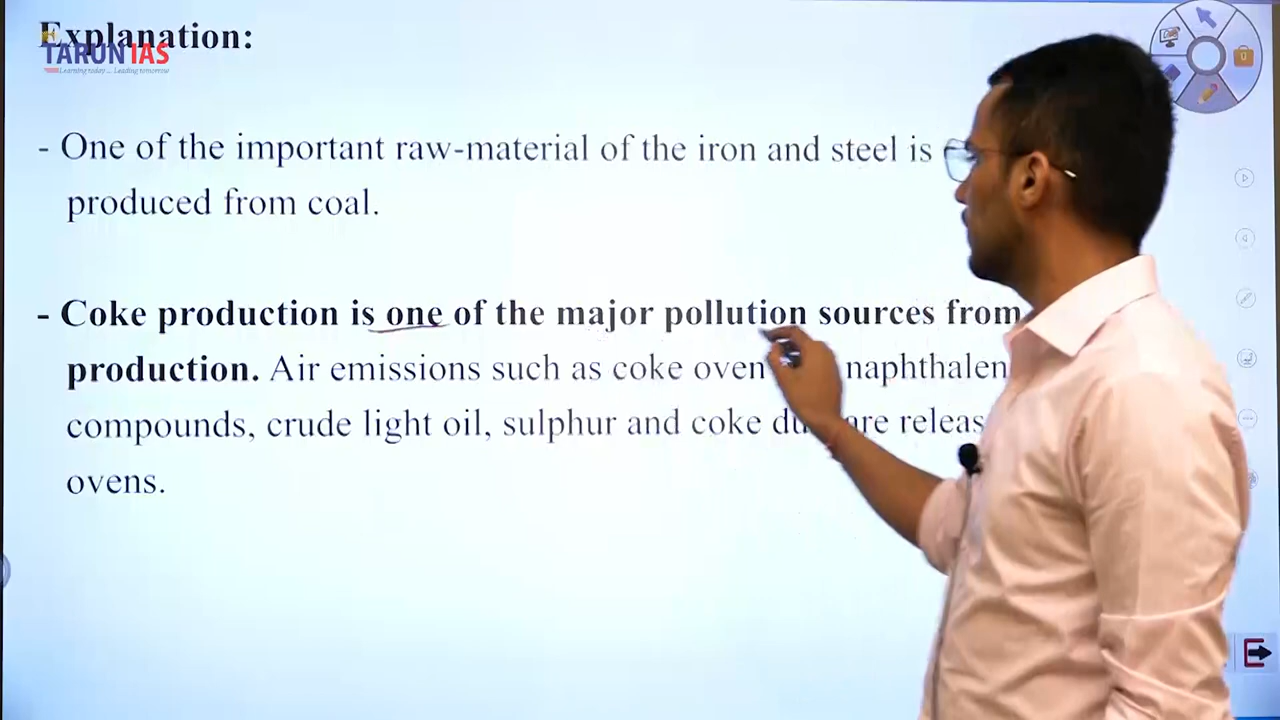 Explanation:
TARUN IAS
Learning today ... Leading tomorrow
- One of the important raw-material of the iron and steel is
produced from coal.
- Coke production is one of the major pollution sources from
production. Air emissions such as coke oven naphthalen
compounds, crude light oil, sulphur and coke du are releas
ovens.